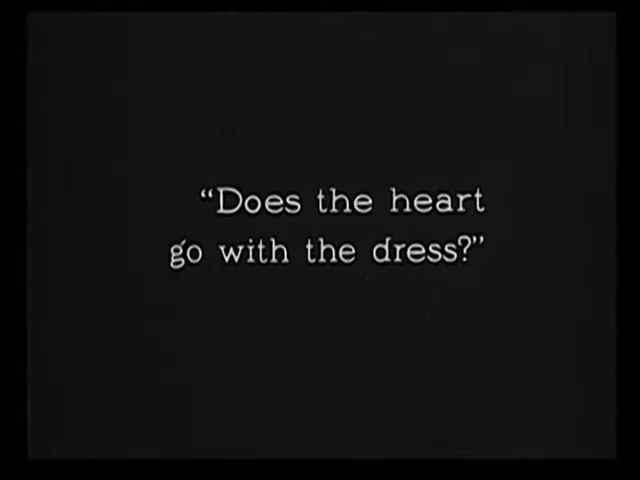 “Does the heart
go with the dress?”